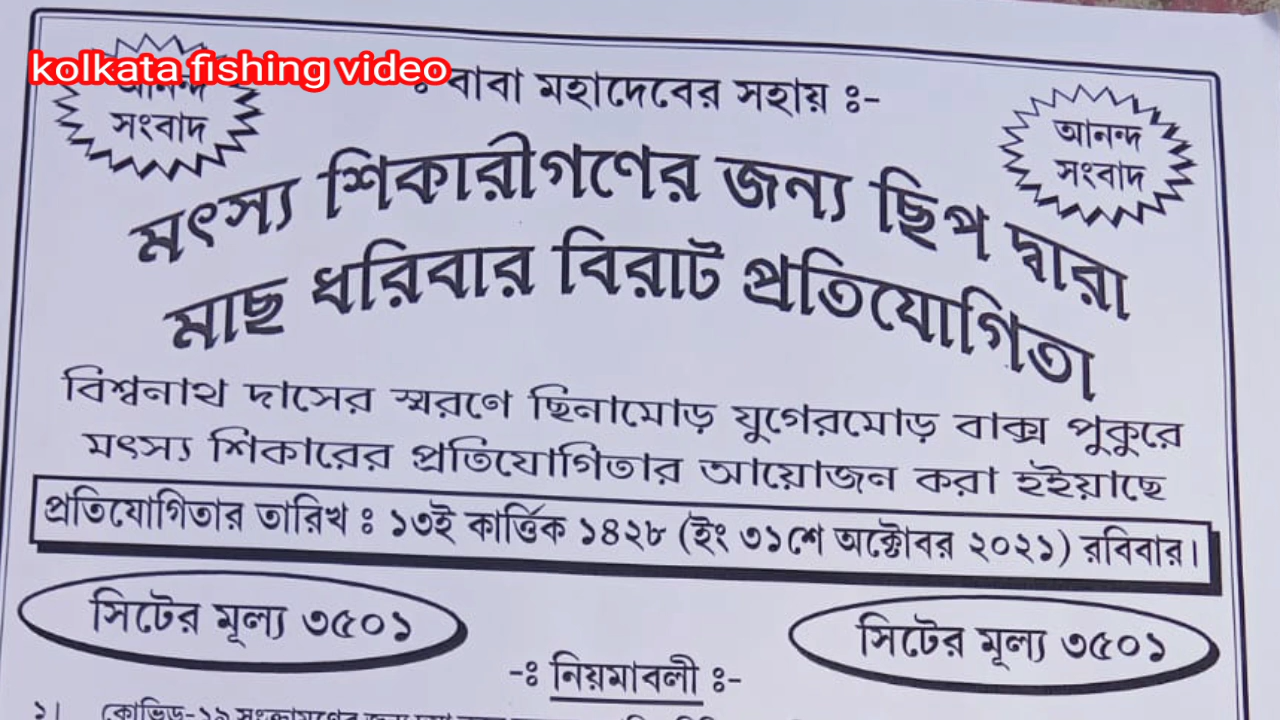 kolkata fishing video
ঃ বাবা মহাদেবের সহায় ঃ-
আনন্দ
সংবাদ
আনন্দ
সংবাদ
মৎস্য শিকারীগণের জন্য ছিপ দ্বারা
মাছ ধরিবার বিরাট প্রতিযোগিতা
বিশ্বনাথ দাসের স্মরণে ছিনামোড় যুগেরমোড় বাক্স পুকুরে
মৎস্য শিকারের প্রতিযোগিতার আয়োজন করা হইয়াছে
প্রতিযোগিতার তারিখ ঃ ১৩ই কার্ত্তিক ১৪২৮ (ইং ৩১শে অক্টোবর ২০২১) রবিবার।
সিটের মূল্য ৩৫০১
সিটের মূল্য ৩৫০১
-ঃ নিয়মাবলী ঃ-
১। কোভিড-১৯